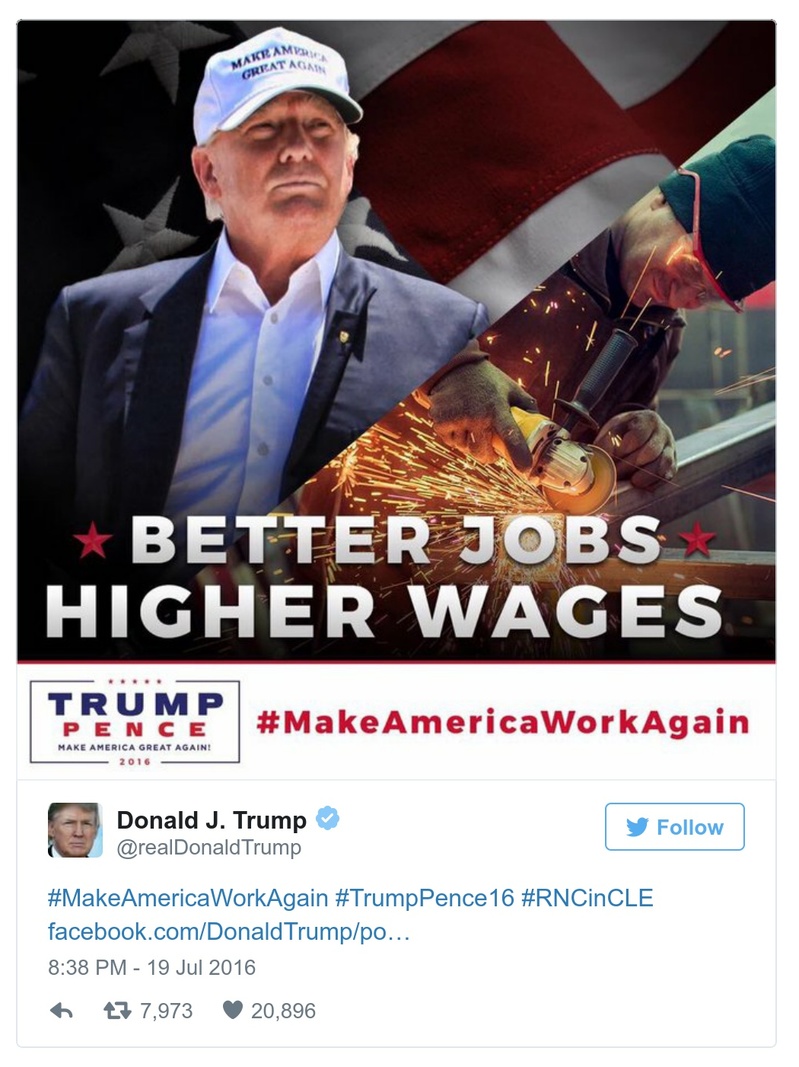 MAKE AMERICA
GREAT AGAIN
BETTER JOBS
HIGHER WAGES
TRUMP
PENCE
MAKE AMERICA GREAT AGAIN!
2016
#MakeAmericaWorkAgain
Donald J. Trump
@realDonaldTrump
Follow
#MakeAmericaWorkAgain #TrumpPence16 #RNCinCLE
facebook.com/DonaldTrump/po…
8:38 PM - 19 Jul 2016
7,973 20,896